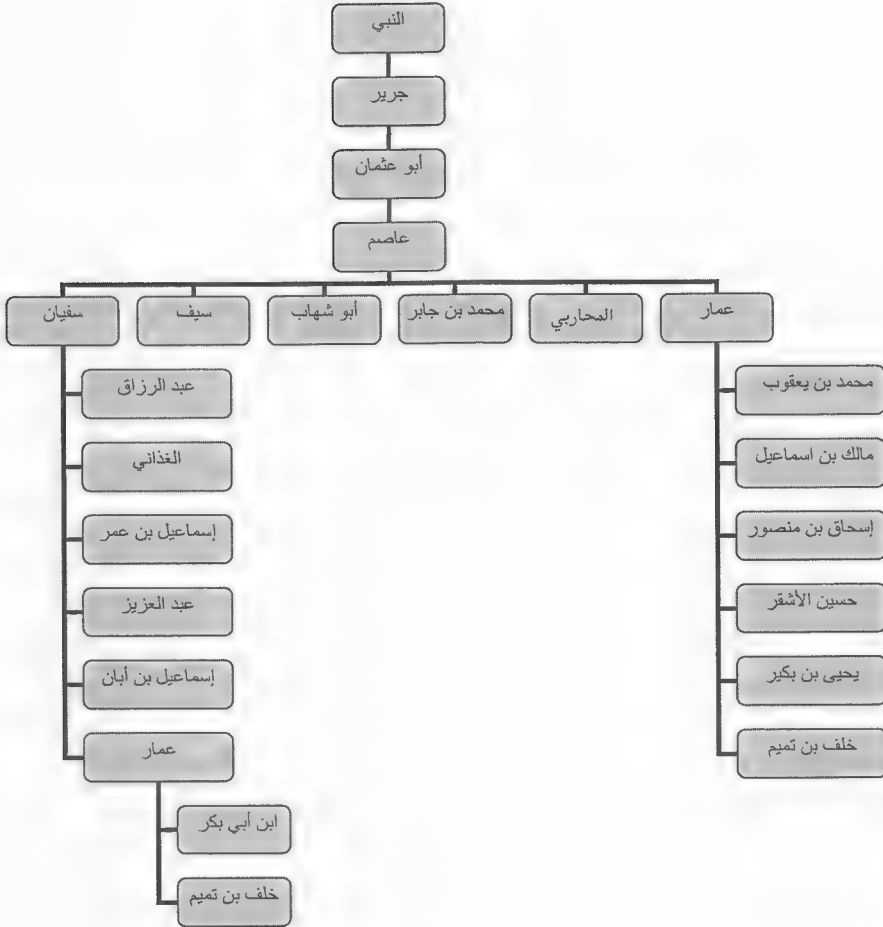 النبي
جرير
أبو عثمان
عاصم
عمار
المحاربي
محمد بن جابر
أبو شهاب
سيف
سفيان
محمد بن يعقوب
مالك بن اسماعيل
إسحاق بن منصور
حسين الأشقر
يحيى بن بكير
خلف بن تميم
عبد الرزاق
الغذاني
إسماعيل بن عمر
عبد العزيز
إسماعيل بن أبان
عمار
ابن أبي بكر
خلف بن تميم